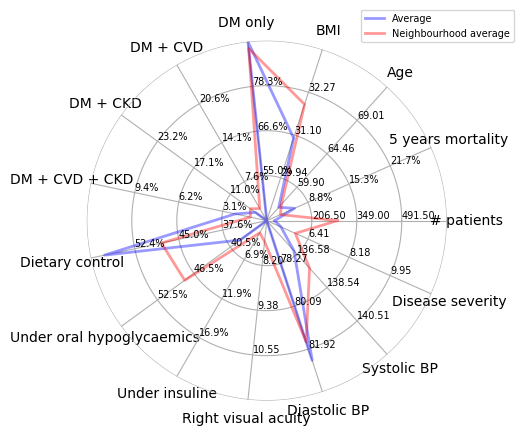 Average
Neighbourhood average
DM only
BMI
DM + CVD
Age
DM + CKD
5 years mortality
DM + CVD + CKD
# patients
Dietary control
Disease severity
Under oral hypoglycaemics
Systolic BP
Under insuline
Diastolic BP
Right visual acuity
206.50 349.00 491.50
8.8% 15.3% 21.7%
59.90 64.46 69.01
29.94 31.10 32.27
55.0% 66.6% 78.3%
7.6% 14.1% 20.6%
11.0% 17.1% 23.2%
3.1% 6.2% 9.4%
37.6% 45.0% 52.4%
40.5% 46.5% 52.5%
6.9% 11.9% 16.9%
8.20 9.38 10.55
78.27 80.09 81.92
136.58 138.54 140.51
6.41 8.18 9.95